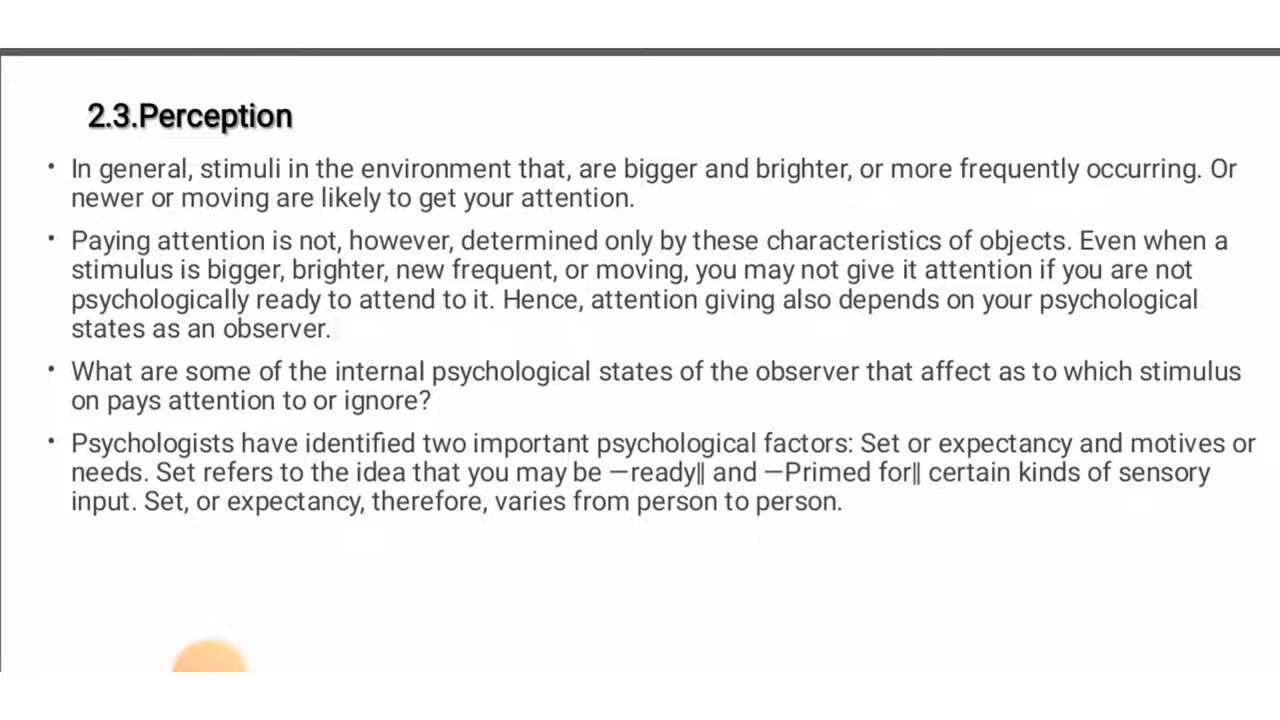 2.3.Perception
• In general, stimuli in the environment that, are bigger and brighter, or more frequently occurring. Or
newer or moving are likely to get your attention.
• Paying attention is not, however, determined only by these characteristics of objects. Even when a
stimulus is bigger, brighter, new frequent, or moving, you may not give it attention if you are not
psychologically ready to attend to it. Hence, attention giving also depends on your psychological
states as an observer.
• What are some of the internal psychological states of the observer that affect as to which stimulus
on pays attention to or ignore?
• Psychologists have identified two important psychological factors: Set or expectancy and motives or
needs. Set refers to the idea that you may be ―ready‖ and ―Primed for‖ certain kinds of sensory
input. Set, or expectancy, therefore, varies from person to person.